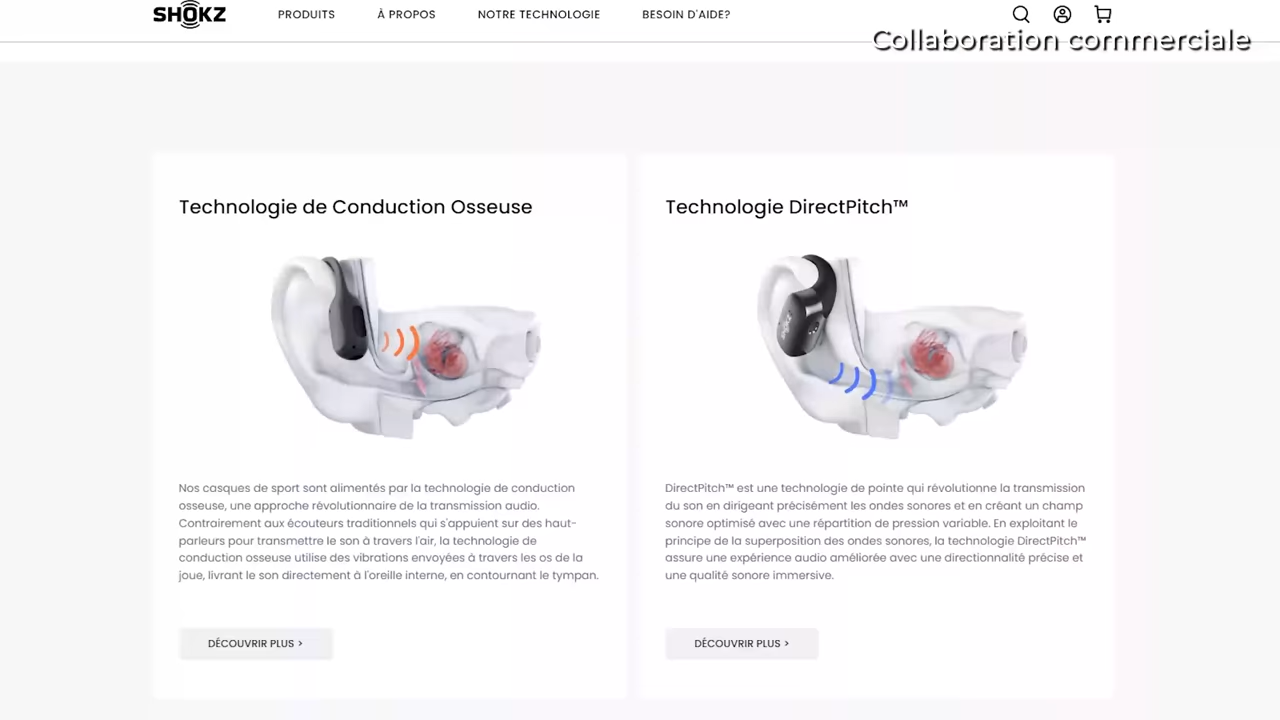 SHOKZ
PRODUITS
À PROPOS
NOTRE TECHNOLOGIE
BESOIN D'AIDE?
Collaboration commerciale
Technologie de Conduction Osseuse
Nos casques de sport sont alimentés par la technologie de conduction
osseuse, une approche révolutionnaire de la transmission audio.
Contrairement aux écouteurs traditionnels qui s'appuient sur des haut-
parleurs pour transmettre le son à travers l'air, la technologie de
conduction osseuse utilise des vibrations envoyées à travers les os de la
joue, livrant le son directement à l'oreille interne, en contournant le tympan.
DÉCOUVRIR PLUS >
Technologie DirectPitch™
SHOKZ
DirectPitch™ est une technologie de pointe qui révolutionne la transmission
du son en dirigeant précisément les ondes sonores et en créant un champ
sonore optimisé avec une répartition de pression variable. En exploitant le
principe de la superposition des ondes sonores, la technologie DirectPitch™
assure une expérience audio améliorée avec une directionnalité précise et
une qualité sonore immersive.
DÉCOUVRIR PLUS >